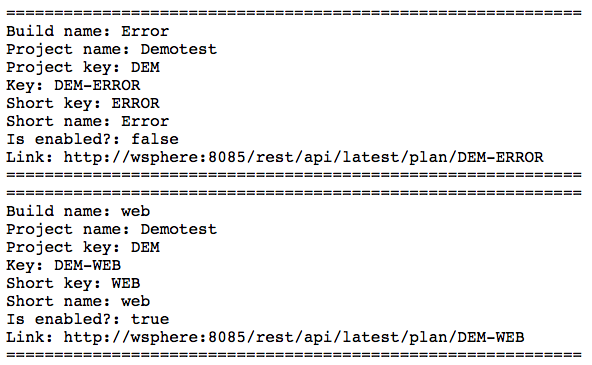 ============================================================
Build name: Error
Project name: Demotest
Project key: DEM
Key: DEM-ERROR
Short key: ERROR
Short name: Error
Is enabled?: false
Link: http://wsphere:8085/rest/api/latest/plan/DEM-ERROR
============================================================
============================================================
Build name: web
Project name: Demotest
Project key: DEM
Key: DEM-WEB
Short key: WEB
Short name: web
Is enabled?: true
Link: http://wsphere:8085/rest/api/latest/plan/DEM-WEB
============================================================